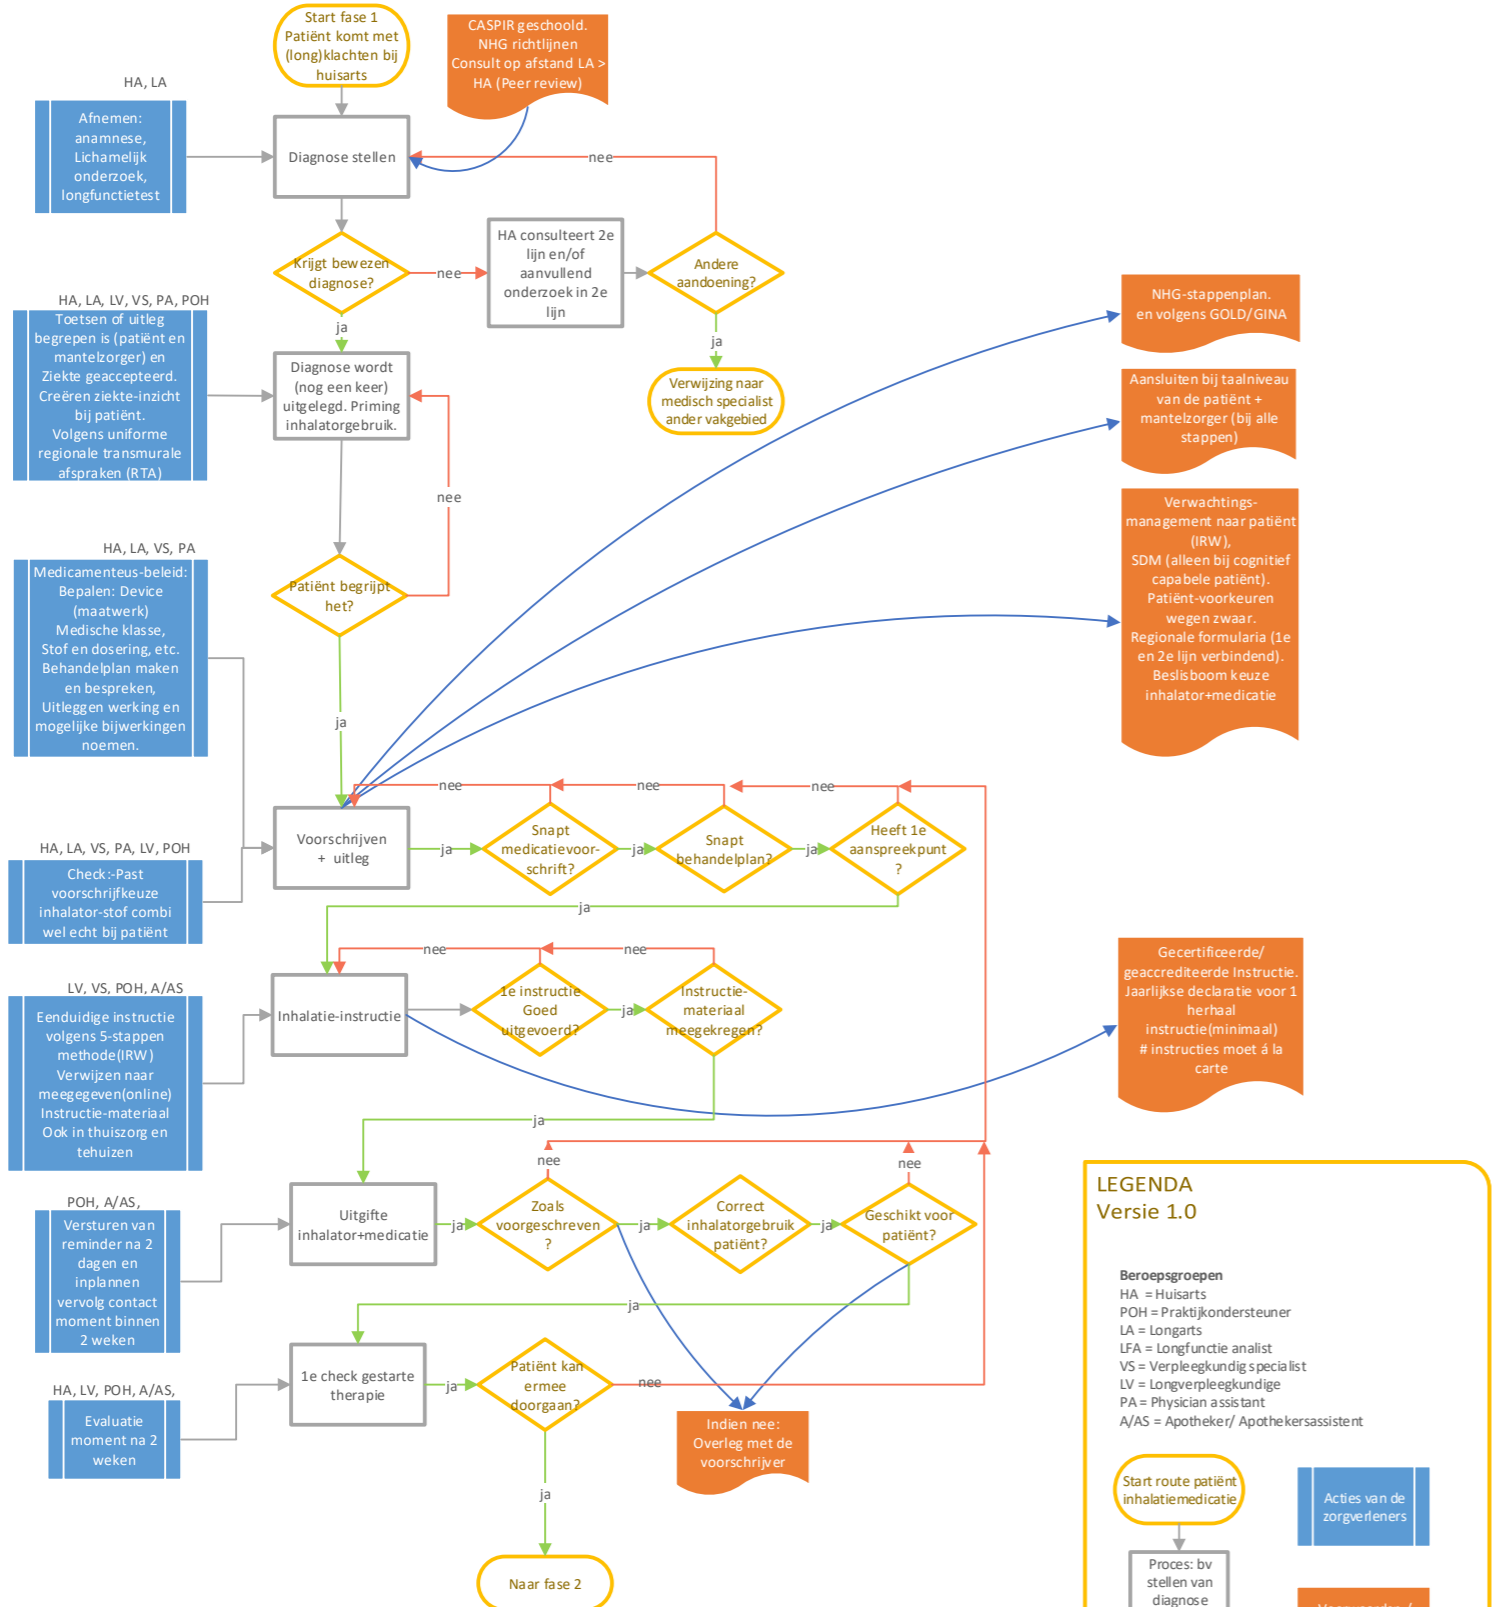 Start fase 1
Patiënt komt met
(long)klachten bij
huisarts
CASPIR geschoold.
NHG richtlijnen
Consult op afstand LA >
HA (Peer review)
HA, LA
Afnemen:
anamnese,
Lichamelijk
onderzoek,
longfunctietest
Diagnose stellen
nee
Krijgt bewezen
diagnose?
nee
HA consulteert 2e
lijn en/of
aanvullend
onderzoek in 2e
lijn
Andere
aandoening?
ja
ja
Verwijzing naar
medisch specialist
ander vakgebied
NHG-stappenplan.
en volgens GOLD/GINA
HA, LA, LV, VS, PA, POH
Toetsen of uitleg
begrepen is (patiënt en
mantelzorger) en
Ziekte geaccepteerd.
Creëren ziekte-inzicht
bij patiënt.
Volgens uniforme
regionale transmurale
afspraken (RTA)
Diagnose wordt
(nog een keer)
uitgelegd. Priming
inhalatorgebruik.
nee
Aansluiten bij taalniveau
van de patiënt +
mantelzorger (bij alle
stappen)
Verwachtings-
management naar patiënt
(IRW),
SDM (alleen bij cognitief
capabele patiënt).
Patiënt-voorkeuren
wegen zwaar.
Regionale formularia (1e
en 2e lijn verbindend).
Beslisboom keuze
inhalator+medicatie
HA, LA, VS, PA
Medicamenteus-beleid:
Bepalen: Device
(maatwerk)
Medische klasse,
Stof en dosering, etc.
Behandelplan maken
en bespreken,
Uitleggen werking en
mogelijke bijwerkingen
noemen.
Patiënt begrijpt
het?
ja
nee
nee
nee
HA, LA, VS, PA, LV, POH
Check:-Past
voorschrijfkeuze
inhalator-stof combi
wel echt bij patiënt
Voorschrijven
+ uitleg
ja
Snapt
medicatievoor-
schrift?
ja
Snapt
behandelplan?
ja
Heeft 1e
aanspreekpunt
?
ja
nee
nee
LV, VS, POH, A/AS
Eenduidige instructie
volgens 5-stappen
methode(IRW)
Verwijzen naar
meegegeven(online)
Instructie-materiaal
Ook in thuiszorg en
tehuizen
Inhalatie-instructie
1e instructie
Goed
uitgevoerd?
ja
Instructie-
materiaal
meegekregen?
Gecertificeerde/
geaccrediteerde Instructie.
Jaarlijkse declaratie voor 1
herhaal
instructie(minimaal)
# instructies moet á la
carte
ja
nee
nee
POH, A/AS,
Versturen van
reminder na 2
dagen en
inplannen
vervolg contact
moment binnen
2 weken
Uitgifte
inhalator+medicatie
ja
Zoals
voorgeschreven
?
ja
Correct
inhalatorgebruik
patiënt?
ja
Geschikt voor
patiënt?
ja
HA, LV, POH, A/AS,
Evaluatie
moment na 2
weken
1e check gestarte
therapie
ja
Patiënt kan
ermee
doorgaan?
nee
Indien nee:
Overleg met de
voorschrijver
ja
Naar fase 2
LEGENDA
Versie 1.0
Beroepsgroepen
HA = Huisarts
POH = Praktijkondersteuner
LA = Longarts
LFA = Longfunctie analist
VS = Verpleegkundig specialist
LV = Longverpleegkundige
PA = Physician assistant
A/AS = Apotheker/ Apothekersassistent
Start route patiënt
inhalatiemedicatie
Acties van de
zorgverleners
Proces: bv
stellen van
diagnose